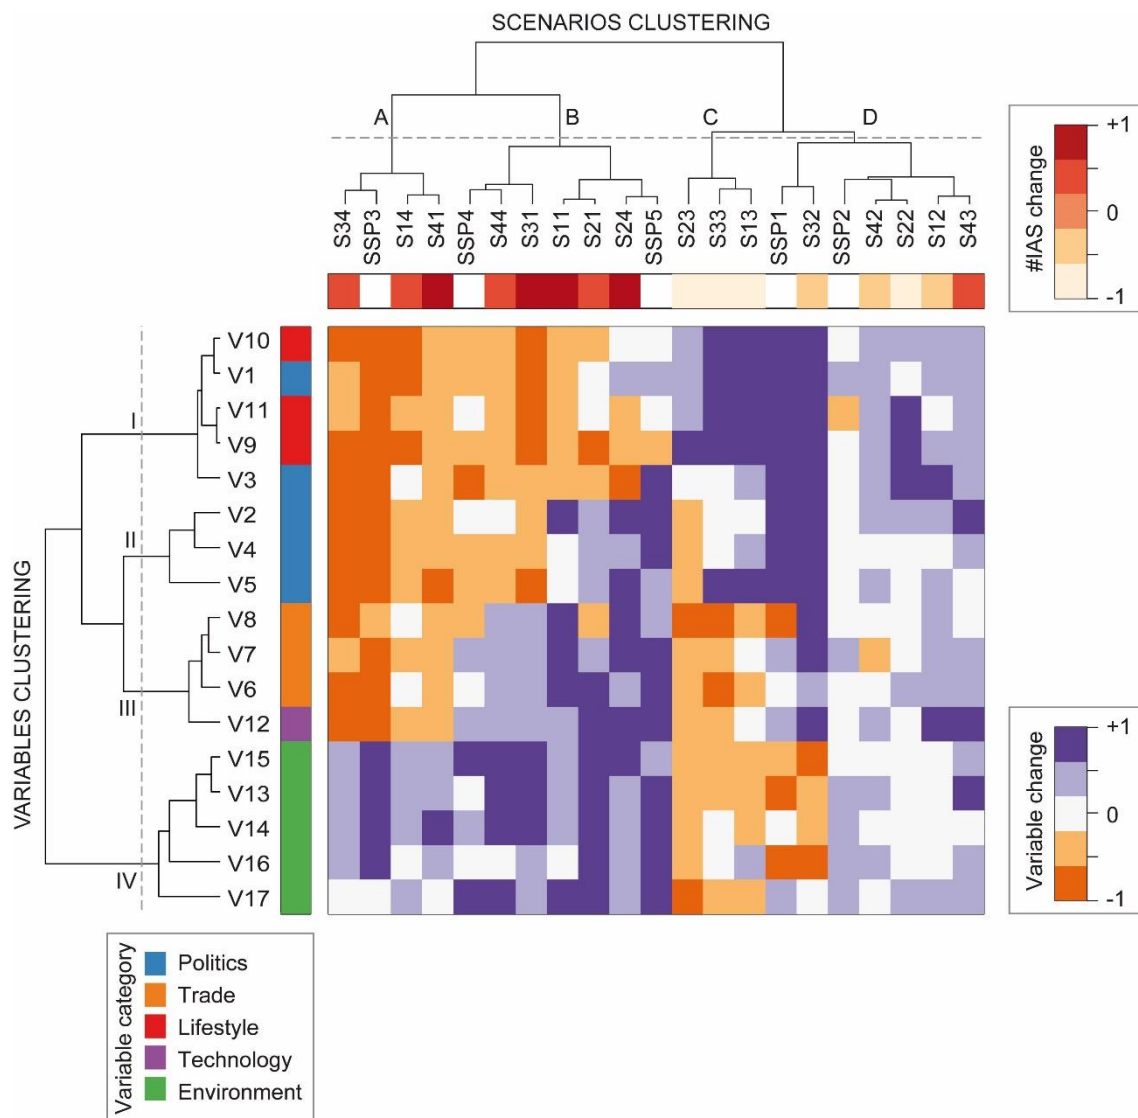 SCENARIOS CLUSTERING
A
B
C
D
S34
SSP3
S14
S41
SSP4
S44
S31
S11
S21
S24
SSP5
S23
S33
S13
SSP1
S32
SSP2
S42
S22
S12
S43
#IAS change
+1
0
-1
VARIABLES CLUSTERING
I
II
III
IV
V10
V1
V11
V9
V3
V2
V4
V5
V8
V7
V6
V12
V15
V13
V14
V16
V17
Variable change
+1
0
-1
Variable category
Politics
Trade
Lifestyle
Technology
Environment